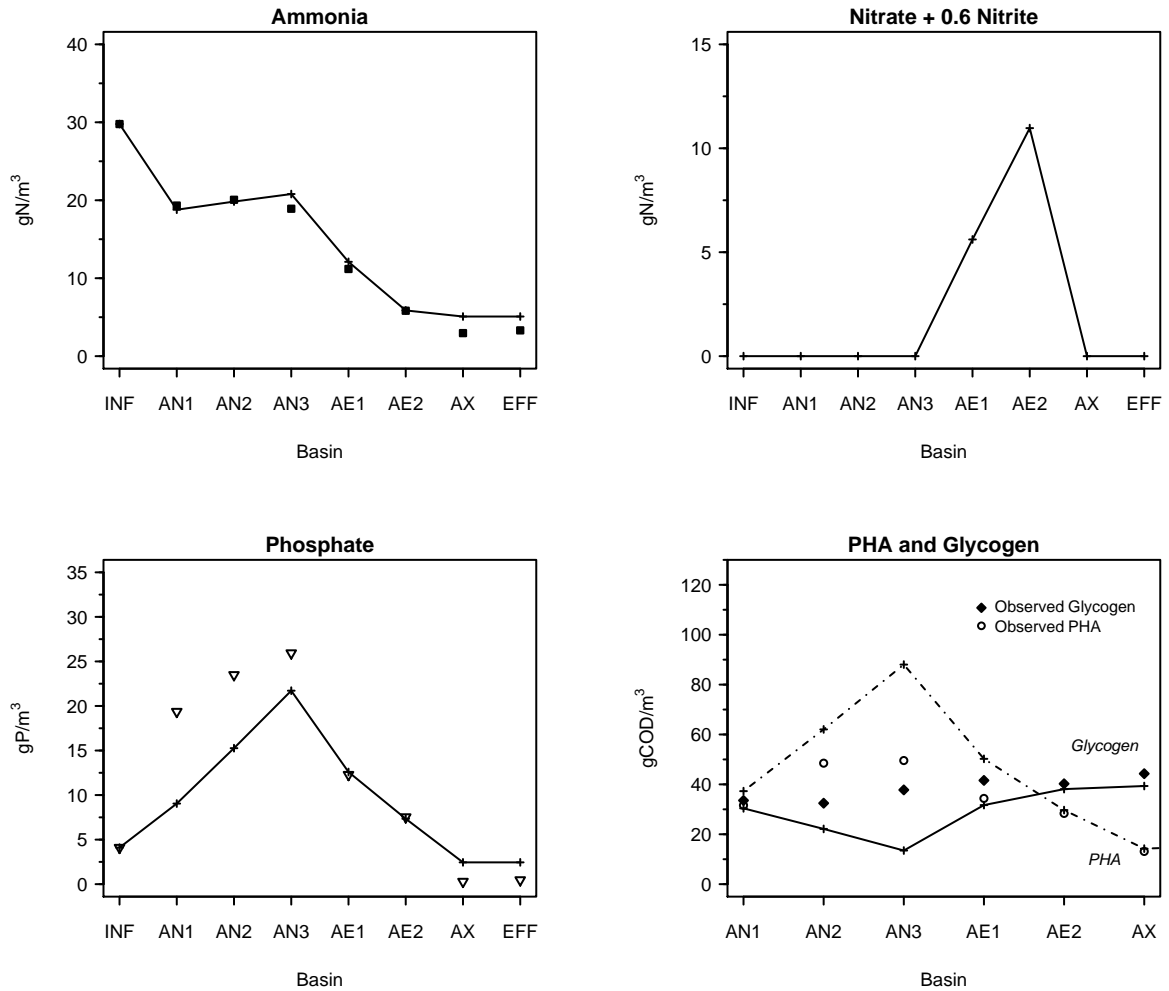 Ammonia
gN/m³
40
30
20
10
0
INF AN1 AN2 AN3 AE1 AE2 AX EFF
Basin
Nitrate + 0.6 Nitrite
gN/m³
15
10
5
0
INF AN1 AN2 AN3 AE1 AE2 AX EFF
Basin
Phosphate
gP/m³
35
30
25
20
15
10
5
0
INF AN1 AN2 AN3 AE1 AE2 AX EFF
Basin
PHA and Glycogen
gCOD/m³
120
100
80
60
40
20
0
Observed Glycogen
Observed PHA
Glycogen
PHA
AN1 AN2 AN3 AE1 AE2 AX
Basin